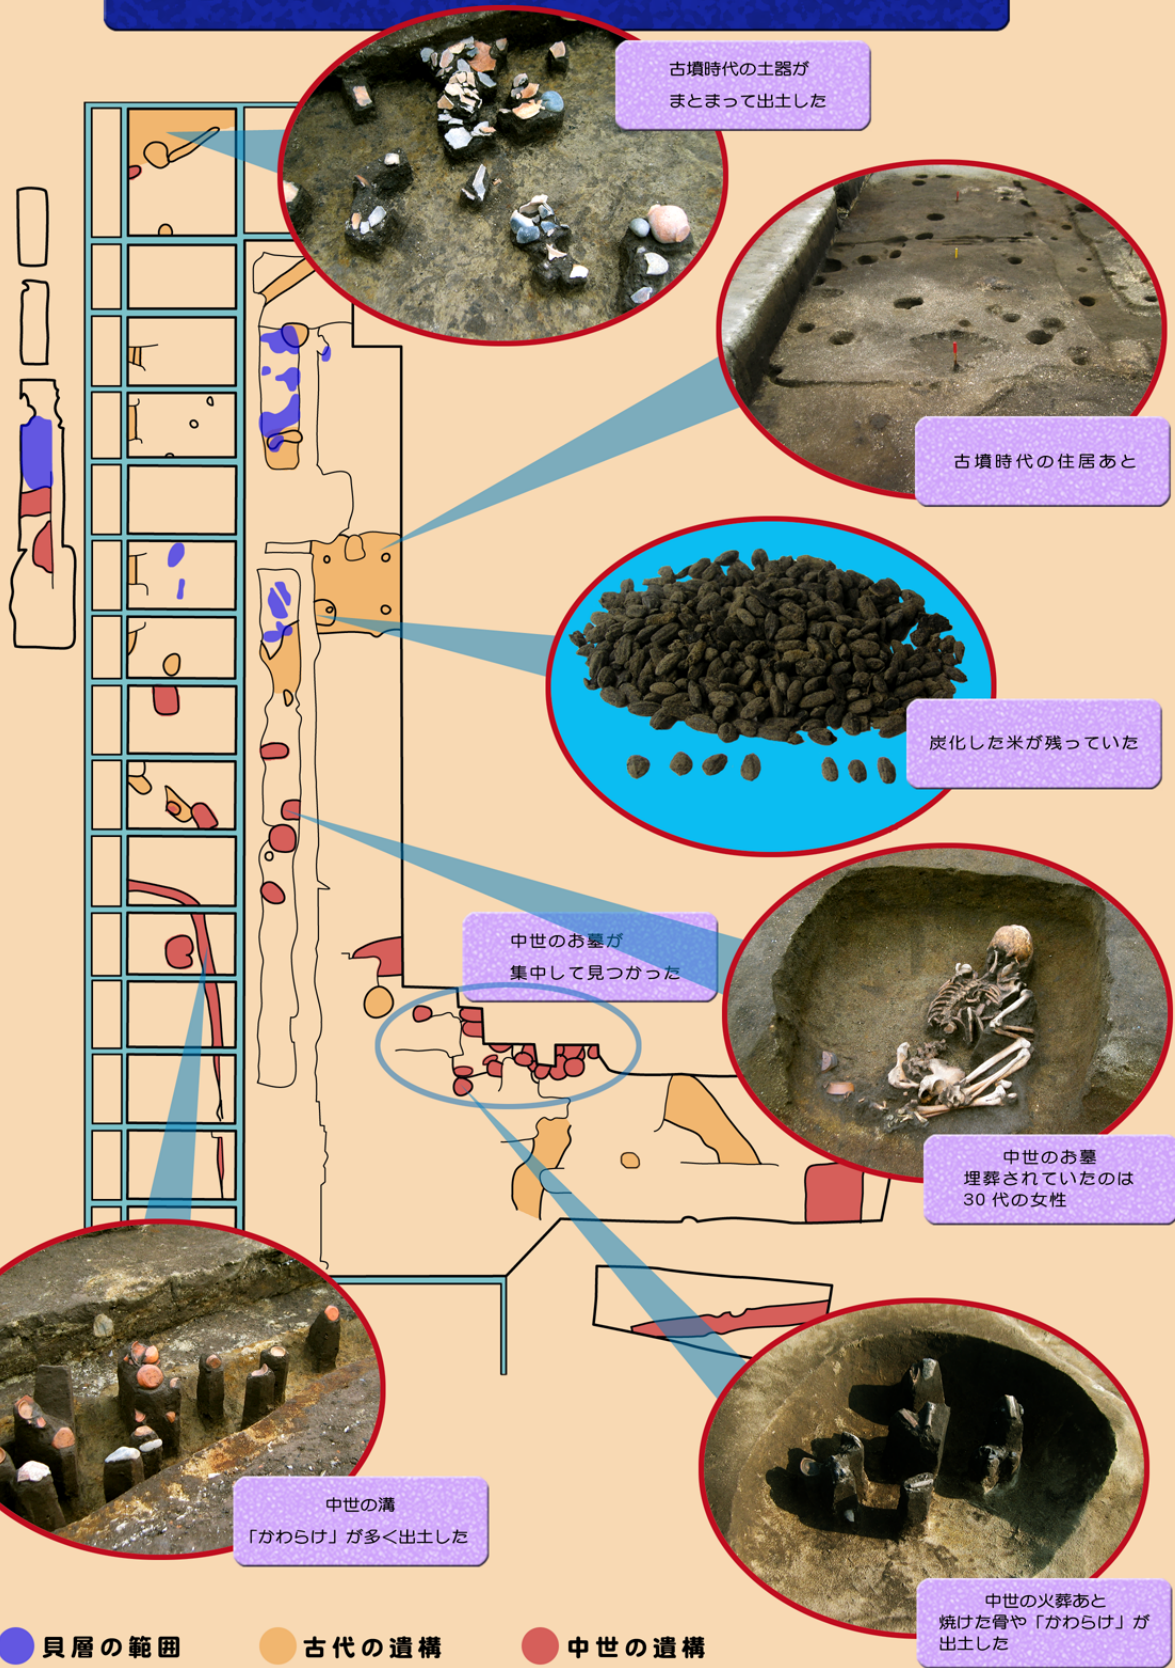 古墳時代の土器が
まとまって出土した
古墳時代の住居あと
炭化した米が残っていた
中世のお墓が
集中して見つかった
中世のお墓
埋葬されていたのは
30代の女性
中世の溝
「かわらけ」が多く出土した
中世の火葬あと
焼けた骨や「かわらけ」が
出土した
貝層の範囲
古代の遺構
中世の遺構